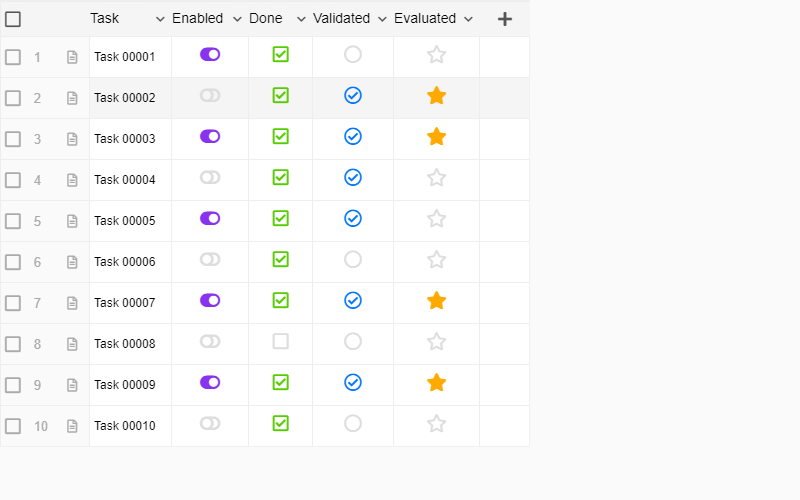 Task Enabled Done Validated Evaluated
1 Task 00001
2 Task 00002
3 Task 00003
4 Task 00004
5 Task 00005
6 Task 00006
7 Task 00007
8 Task 00008
9 Task 00009
10 Task 00010